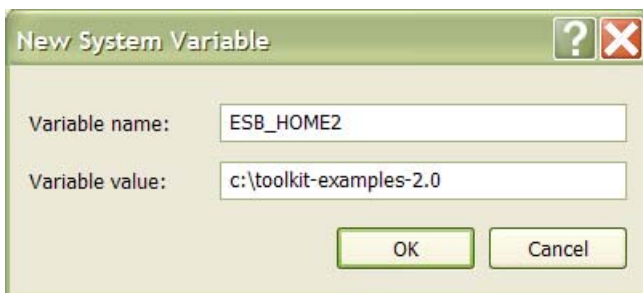 New System Variable
Variable name: ESB_HOME2
Variable value: c:\toolkit-examples-2.0
OK Cancel